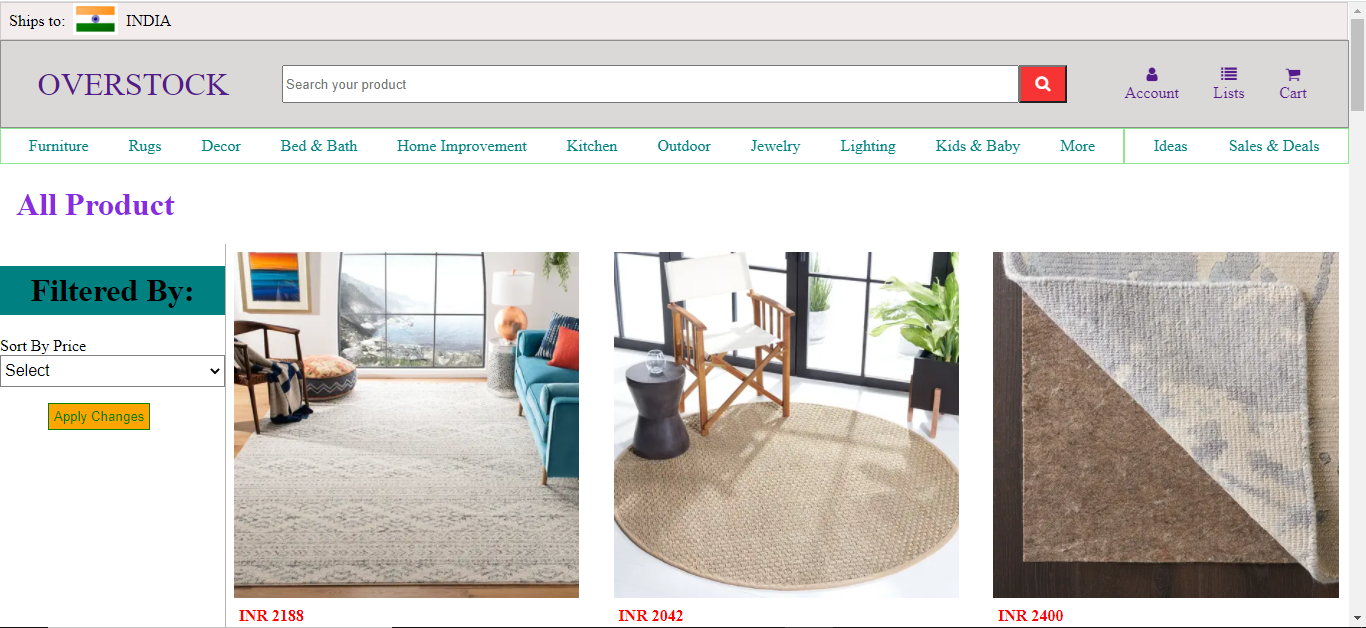 Ships to: INDIA
OVERSTOCK
Search your product
Account Lists Cart
Furniture Rugs Decor Bed & Bath Home Improvement Kitchen Outdoor Jewelry Lighting Kids & Baby More Ideas Sales & Deals
All Product
Filtered By:
Sort By Price
Select
Apply Changes
INR 2188 INR 2042 INR 2400